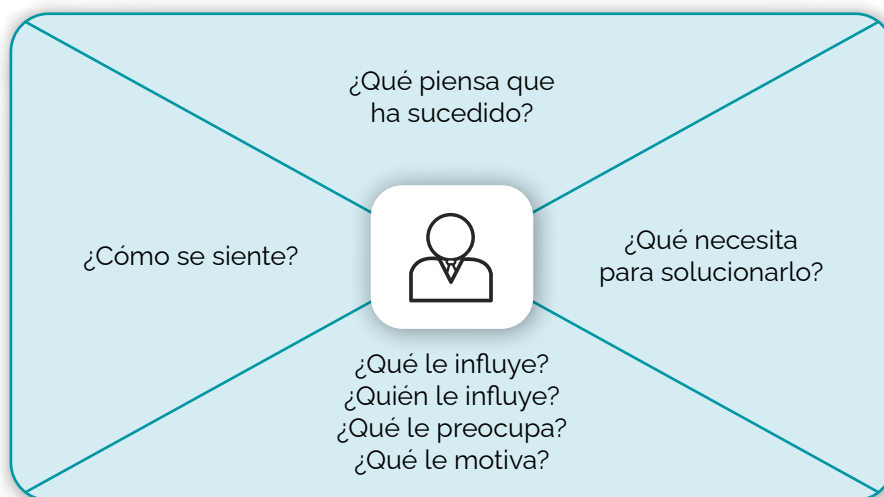 ¿Qué piensa que
ha sucedido?
¿Cómo se siente?
¿Qué necesita
para solucionarlo?
¿Qué le influye?
¿Quién le influye?
¿Qué le preocupa?
¿Qué le motiva?